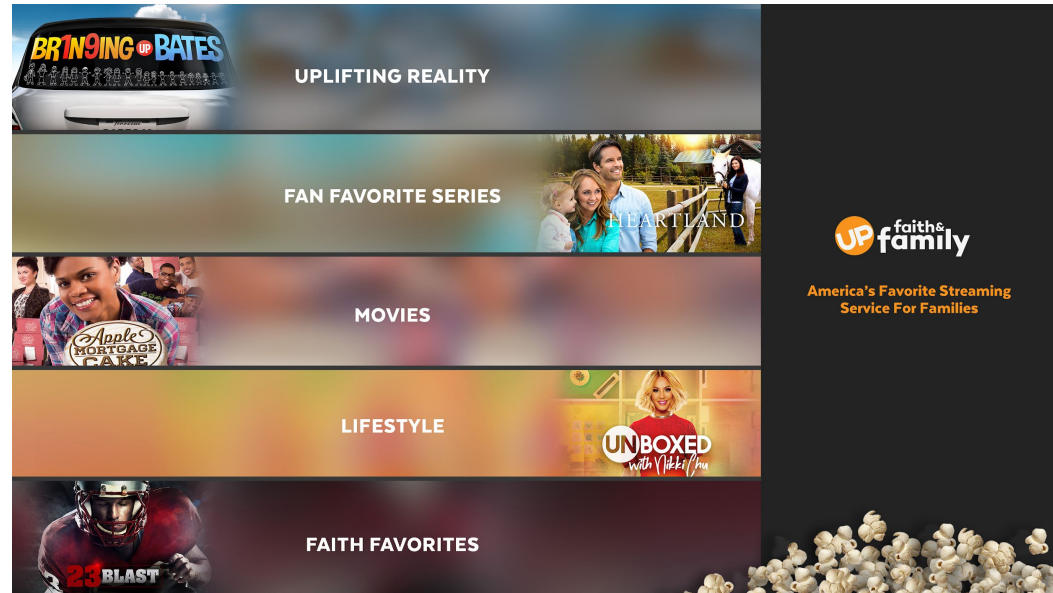 BR1N9ING UP BATES
UPLIFTING REALITY
FAN FAVORITE SERIES
HEARTLAND
Apple
MORTGAGE
CAKE
MOVIES
LIFESTYLE
UNBOXED
with Nikki Chu
23 BLAST
FAITH FAVORITES
UP faith&
family
America's Favorite Streaming
Service For Families